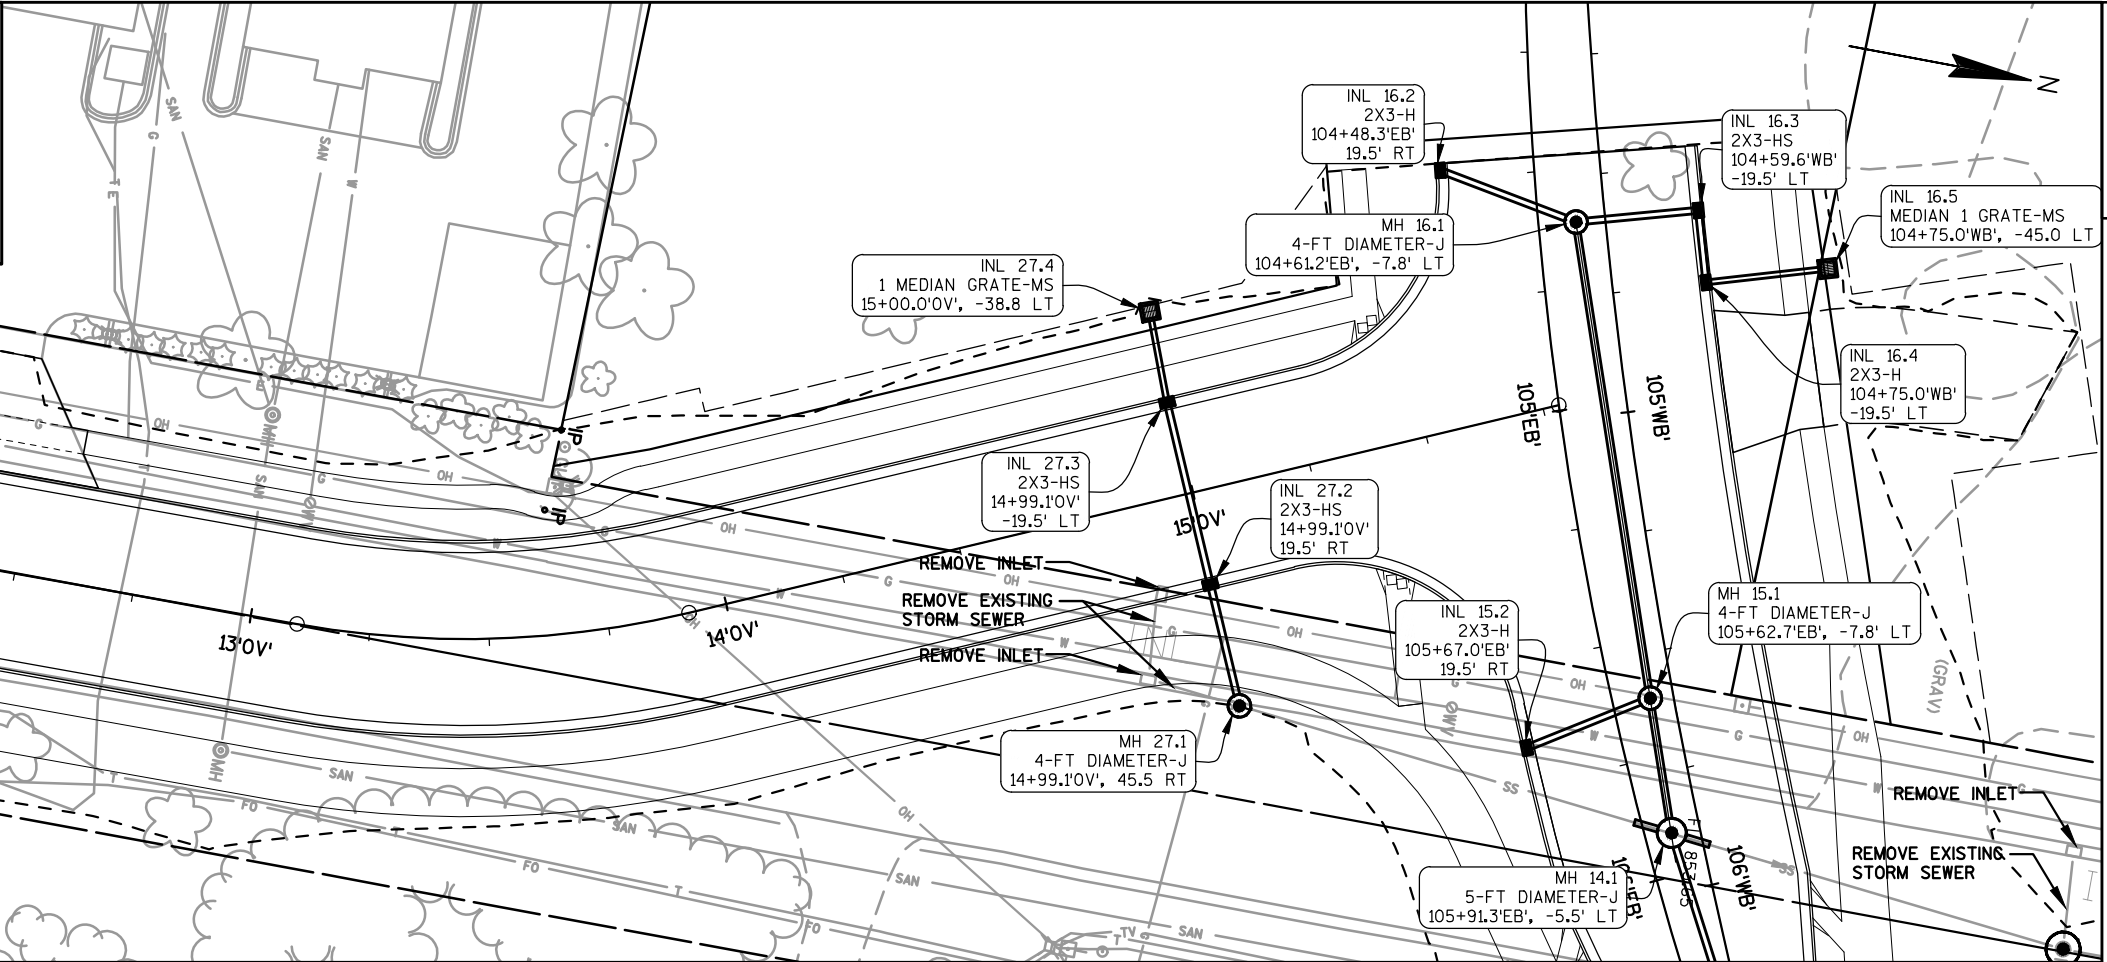 INL 16.2
2X3-H
104+48.3'EB'
19.5' RT
INL 16.3
2X3-HS
104+59.6'WB'
-19.5' LT
N
INL 16.5
MEDIAN 1 GRATE-MS
104+75.0'WB', -45.0 LT
MH 16.1
4-FT DIAMETER-J
104+61.2'EB', -7.8' LT
INL 27.4
1 MEDIAN GRATE-MS
15+00.0'OV', -38.8 LT
INL 16.4
2X3-H
104+75.0'WB'
-19.5' LT
105'EB'
105'WB'
INL 27.3
2X3-HS
14+99.1'OV'
-19.5' LT
INL 27.2
2X3-HS
14+99.1'OV'
19.5' RT
15'OV'
REMOVE INLET
REMOVE EXISTING
STORM SEWER
REMOVE INLET
INL 15.2
2X3-H
105+67.0'EB'
19.5' RT
MH 15.1
4-FT DIAMETER-J
105+62.7'EB', -7.8' LT
13'OV'
14'OV'
MH 27.1
4-FT DIAMETER-J
14+99.1'OV', 45.5 RT
MH 14.1
5-FT DIAMETER-J
105+91.3'EB', -5.5' LT
106'WB'
REMOVE INLET
REMOVE EXISTING
STORM SEWER
(GRAV)
IP
IP
SAN
G
T E
SAN
W
E
MH
G
OH
OH
G
T
SAN
WV
W
G
OH
OH
G
W
W
G
OH
G
OH
WV
W
G
OH
W
G
SS
SS
OH
OH
MH
SAN
T
FO
T
SAN
FO
T
SAN
FO
TV
T
G
SAN
G